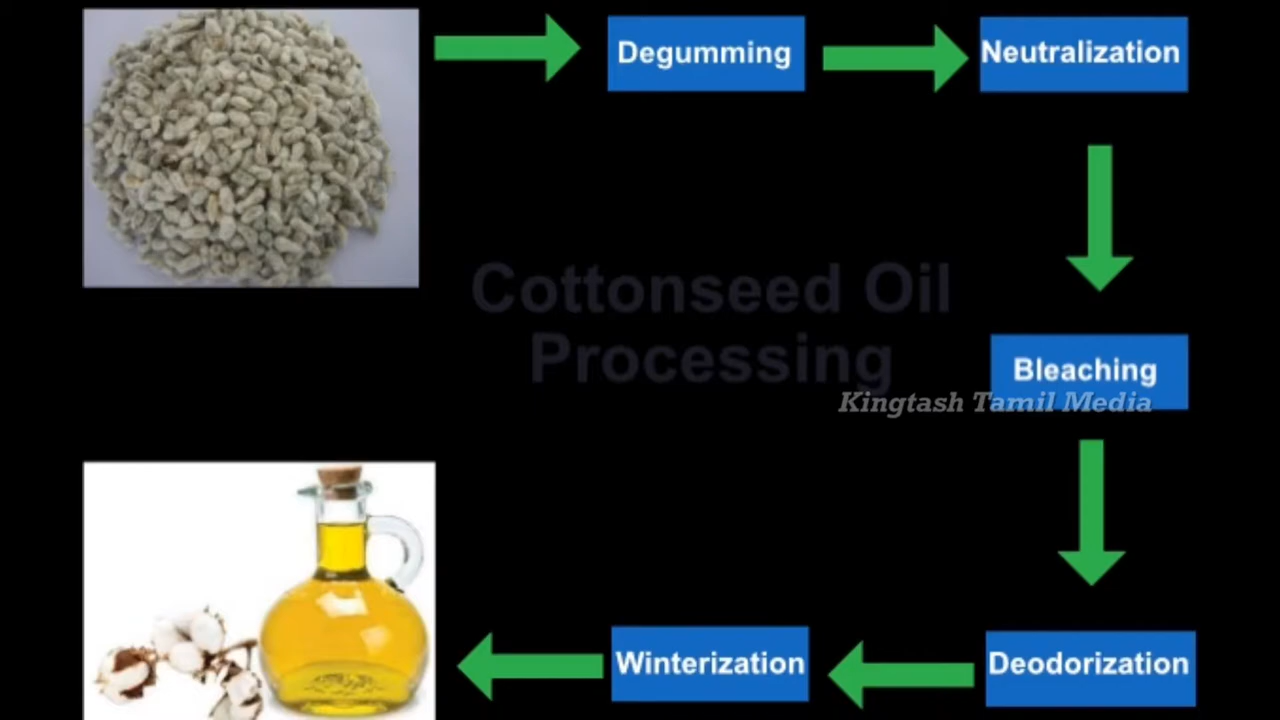 Degumming
Neutralization
Cottonseed Oil
Processing
Bleaching
Kingtash Tamil Media
Winterization
Deodorization